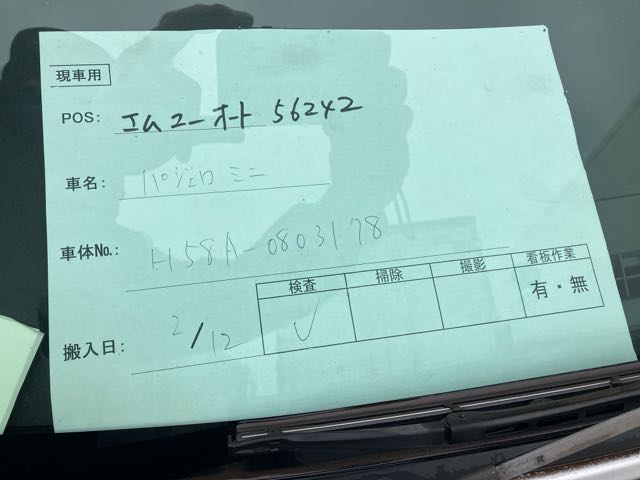 現車用
POS: エムユーオート 56242
車名: パジェロ ミニ
車体No.: H58A-0803178
搬入日: 2/12
検査 掃除 撮影 看板作業
✓ 有・無